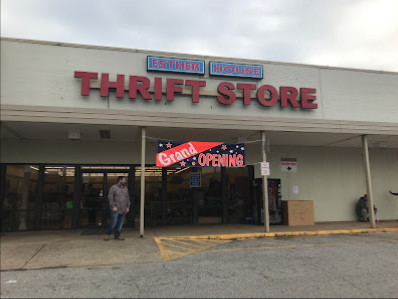 ESTHER HOUSE
THRIFT STORE
Grand OPENING